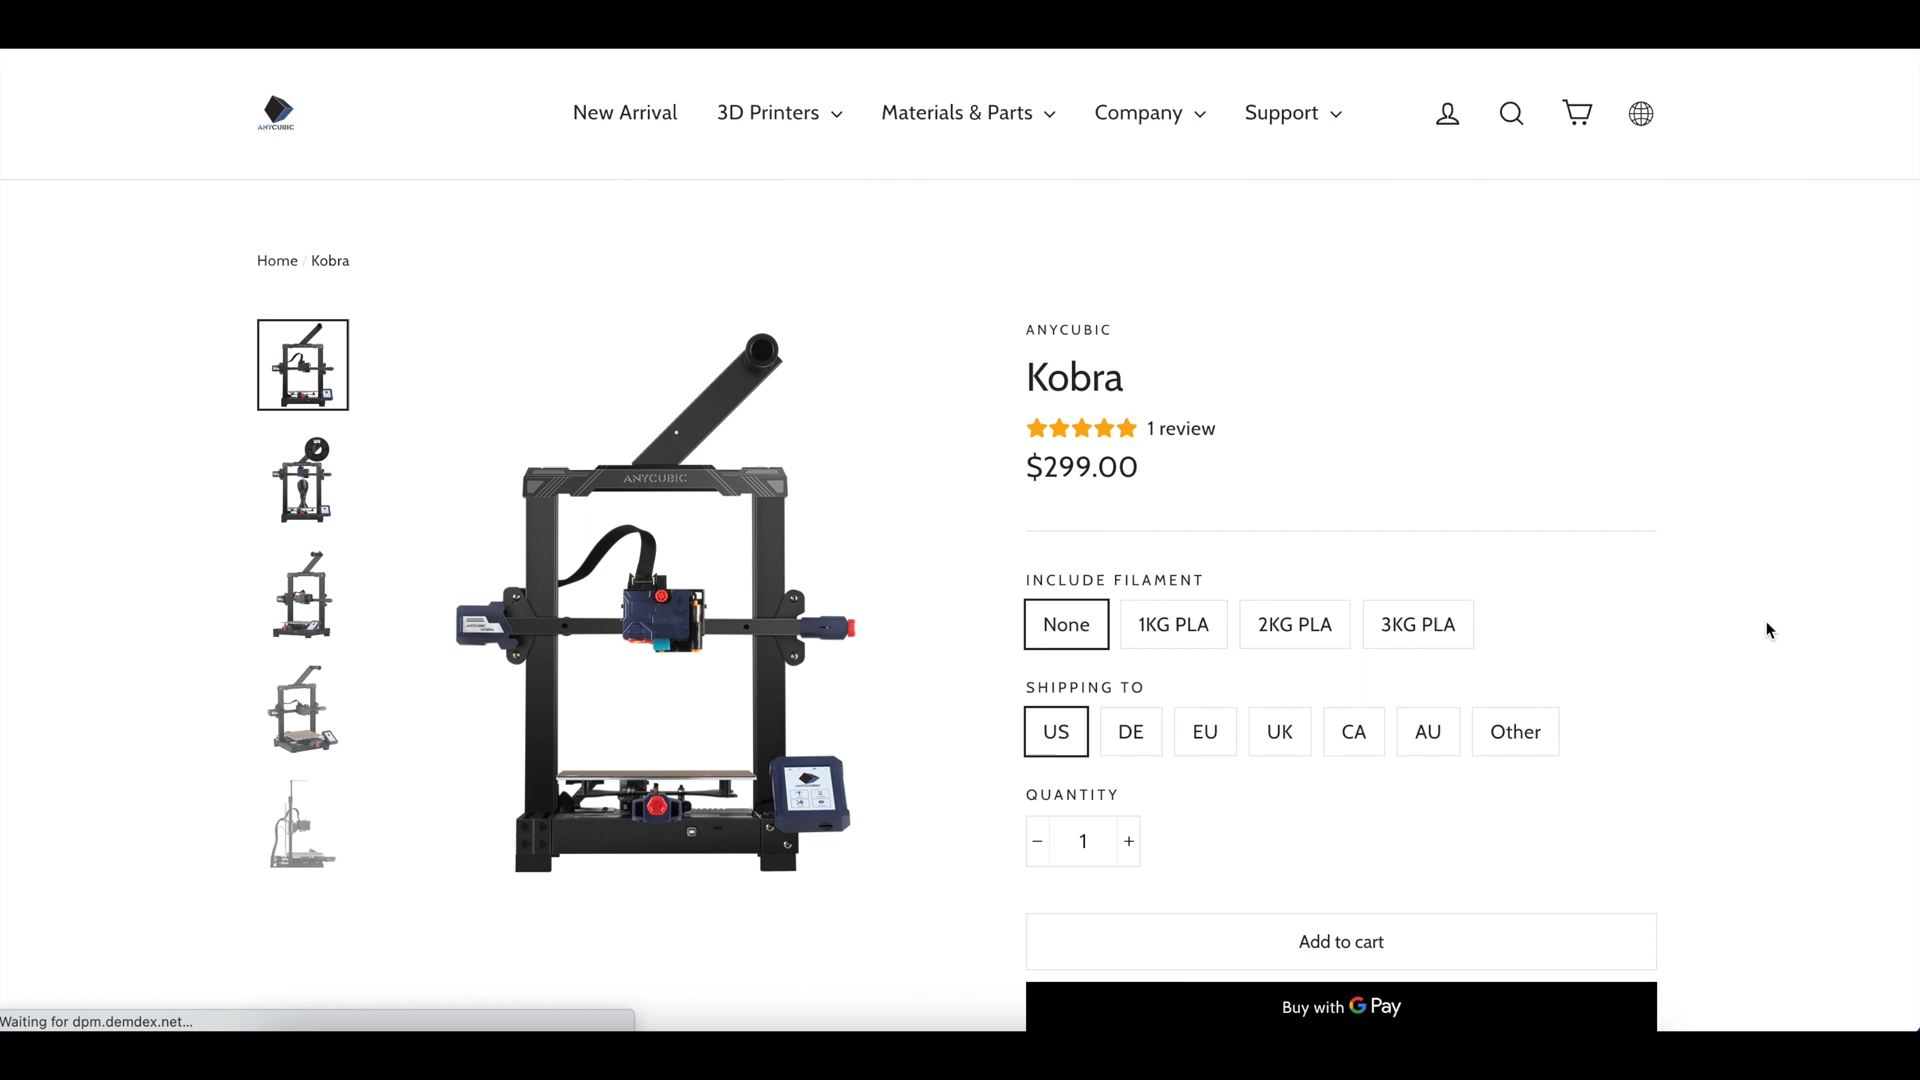 ANYCUBIC
New Arrival
3D Printers
Materials & Parts
Company
Support
Home / Kobra
ANYCUBIC
ANYCUBIC
Kobra
1 review
$299.00
INCLUDE FILAMENT
None
1KG PLA
2KG PLA
3KG PLA
SHIPPING TO
US
DE
EU
UK
CA
AU
Other
QUANTITY
− 1 +
Add to cart
Buy with G Pay
Waiting for dpm.demdex.net...